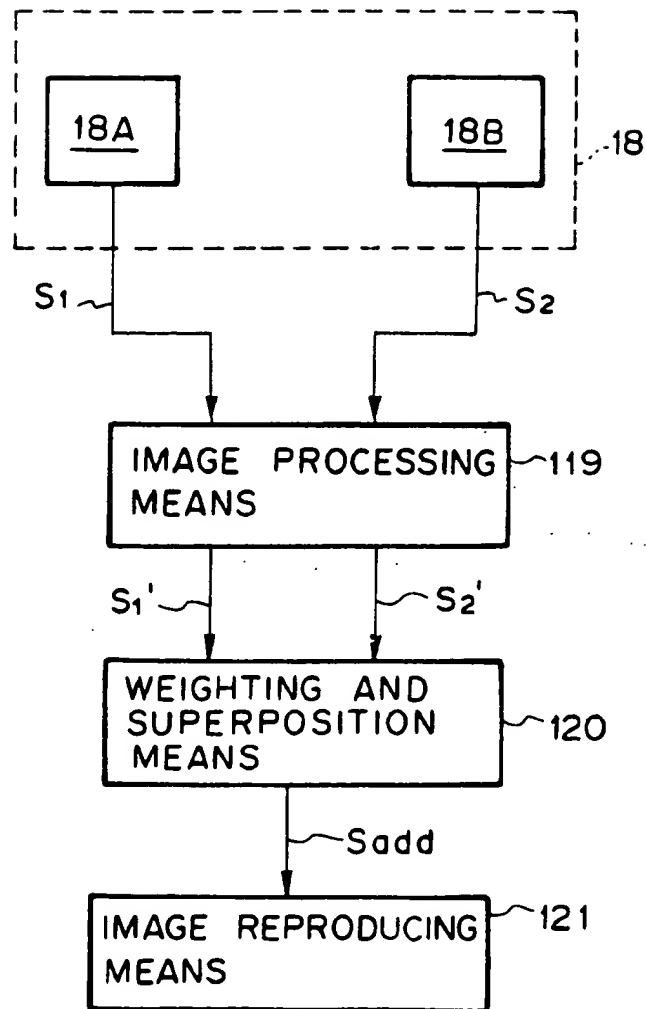 18A
18B
18
S1
S2
IMAGE PROCESSING
MEANS
119
S1'
S2'
WEIGHTING AND
SUPERPOSITION
MEANS
120
Sadd
IMAGE REPRODUCING
MEANS
121